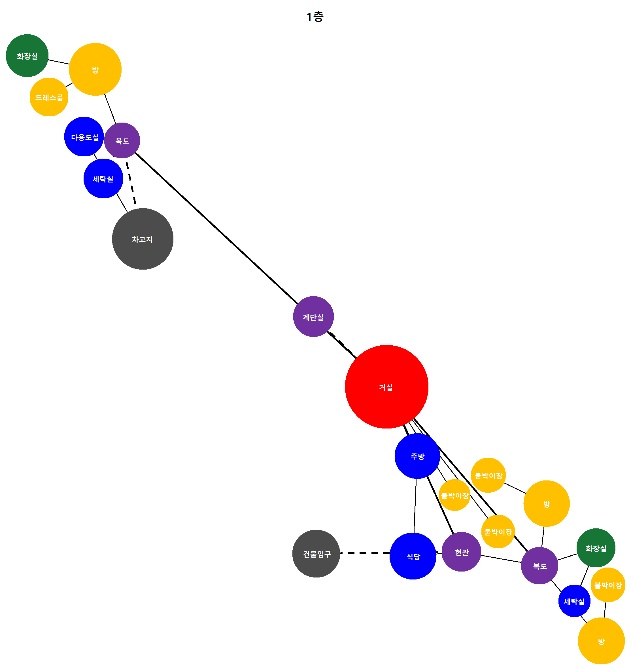 1층
화장실
방
드레스룸
다용도실
복도
세탁실
차고지
계단실
거실
주방
붙박이장
붙박이장
방
붙박이장
건물입구
식당
현관
복도
화장실
붙박이장
세탁실
방